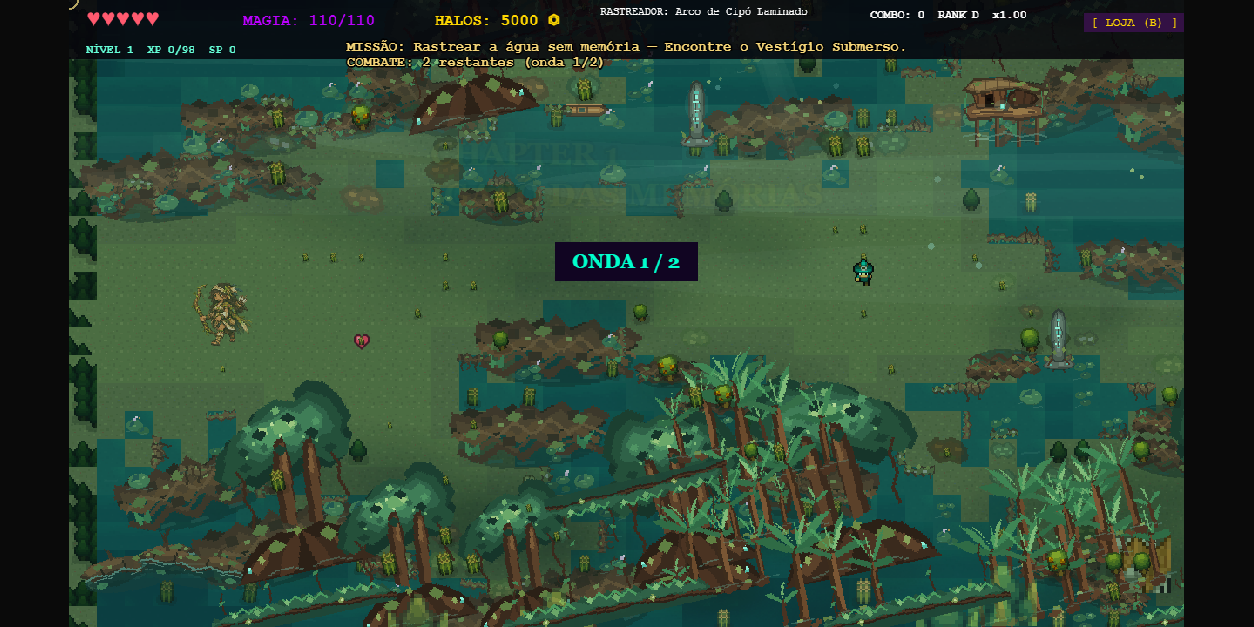 RASTREADOR: Arco de Cipó Laminado
MAGIA: 110/110
HALOS: 5000
COMBO: 0 RANK D x1.00
[ LOJA (B) ]
NÍVEL 1 XP 0/98 SP 0
MISSÃO: Rastrear a água sem memória — Encontre o Vestígio Submerso.
COMBATE: 2 restantes (onda 1/2)
ONDA 1 / 2